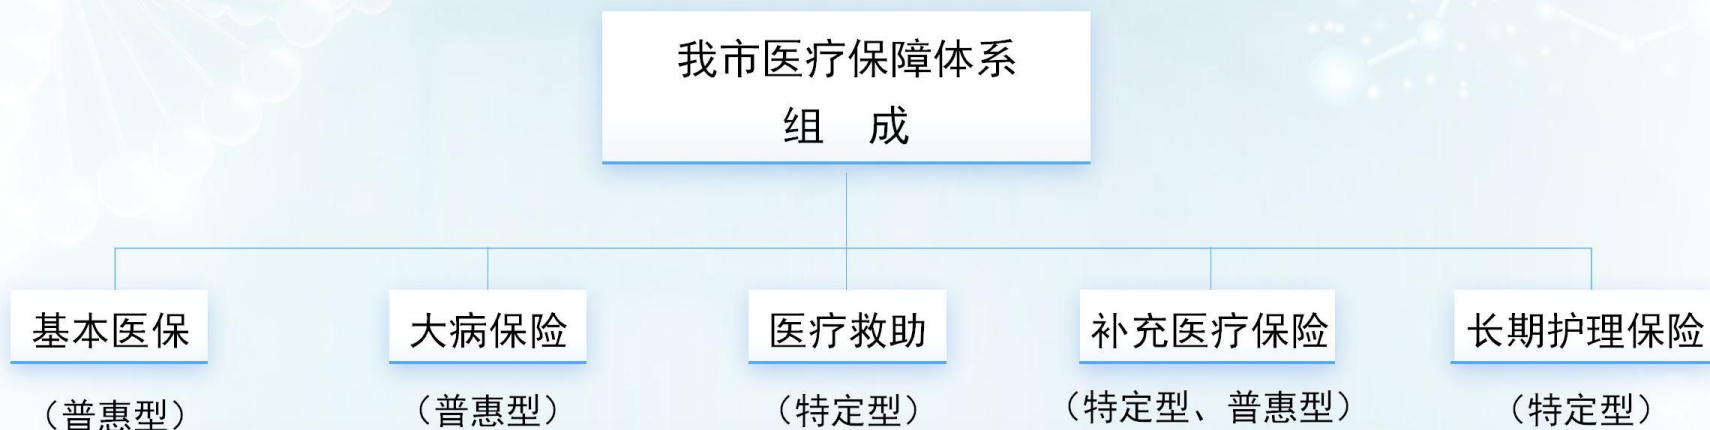 我市医疗保障体系
组　成
基本医保
大病保险
医疗救助
补充医疗保险
长期护理保险
（普惠型）
（普惠型）
（特定型）
（特定型、普惠型）
（特定型）